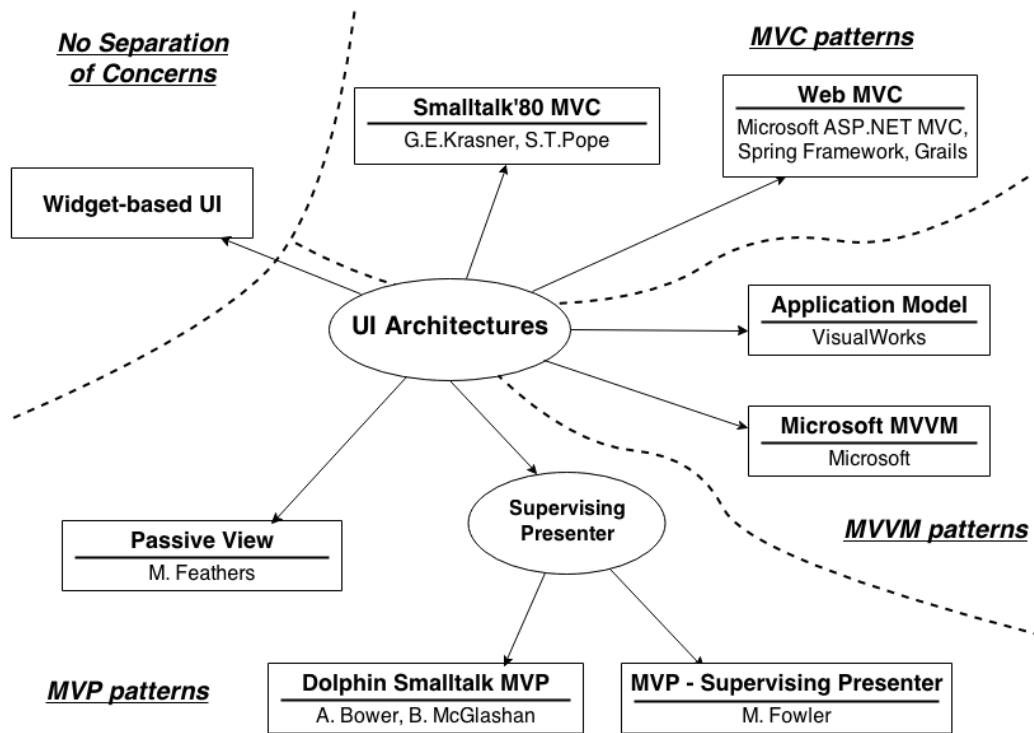 No Separation
of Concerns
MVC patterns
Smalltalk'80 MVC
G.E.Krasner, S.T.Pope
Web MVC
Microsoft ASP.NET MVC,
Spring Framework, Grails
Widget-based UI
UI Architectures
Application Model
VisualWorks
Microsoft MVVM
Microsoft
Supervising
Presenter
MVVM patterns
Passive View
M. Feathers
MVP patterns
Dolphin Smalltalk MVP
A. Bower, B. McGlashan
MVP - Supervising Presenter
M. Fowler